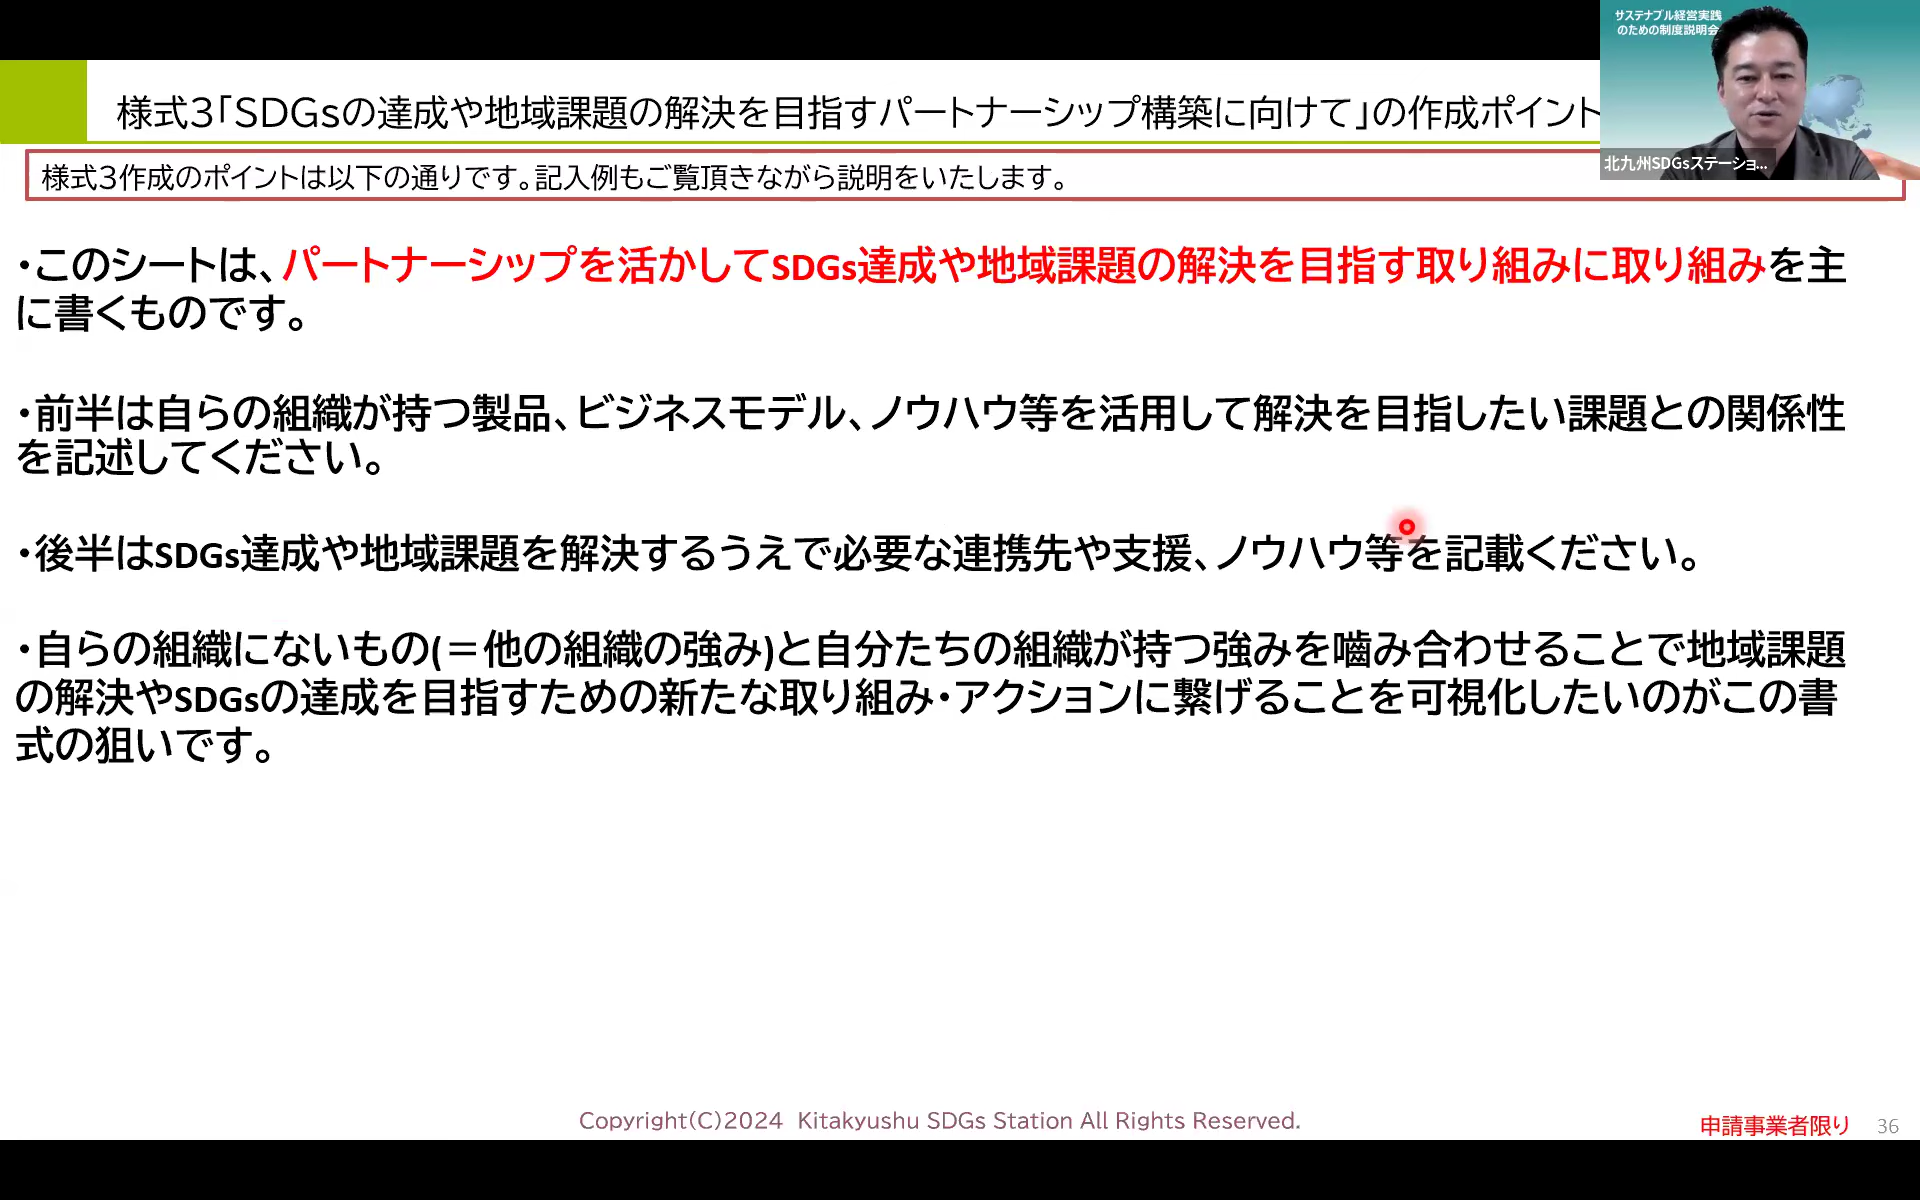 サステナブル経営実践
のための制度説明会
様式3「SDGsの達成や地域課題の解決を目指すパートナーシップ構築に向けて」の作成ポイント
北九州SDGsステーショ...
様式3作成のポイントは以下の通りです。記入例もご覧頂きながら説明をいたします。
・このシートは、パートナーシップを活かしてSDGs達成や地域課題の解決を目指す取り組みに取り組みを主
に書くものです。
・前半は自らの組織が持つ製品、ビジネスモデル、ノウハウ等を活用して解決を目指したい課題との関係性
を記述してください。
・後半はSDGs達成や地域課題を解決するうえで必要な連携先や支援、ノウハウ等を記載ください。
・自らの組織にないもの(＝他の組織の強み)と自分たちの組織が持つ強みを嚙み合わせることで地域課題
の解決やSDGsの達成を目指すための新たな取り組み・アクションに繋げることを可視化したいのがこの書
式の狙いです。
Copyright(C)2024 Kitakyushu SDGs Station All Rights Reserved.
申請事業者限り
36